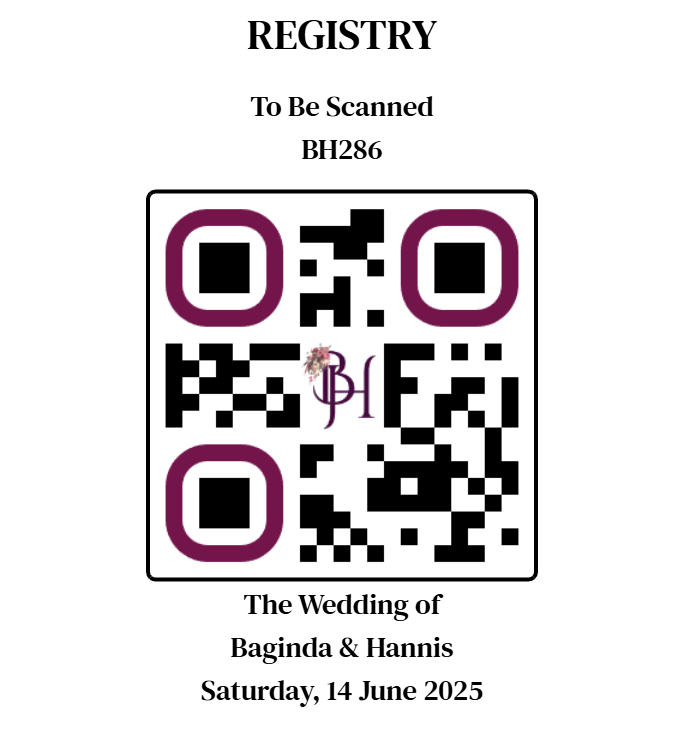 REGISTRY
To Be Scanned
BH286
BH
The Wedding of
Baginda & Hannis
Saturday, 14 June 2025